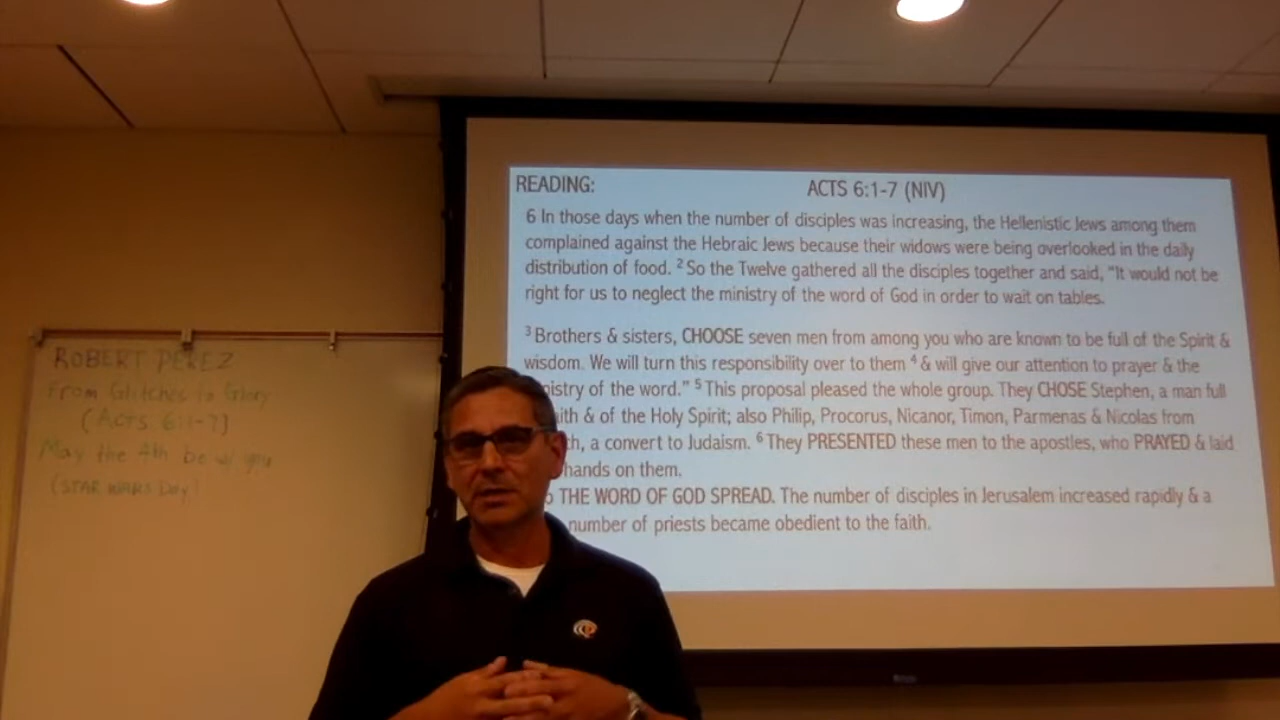 ROBERT PEREZ
From Glitches to Glory
(Acts 6:1-7)
May the 4th be w/ you
(STAR WARS Day)
READING: ACTS 6:1-7 (NIV)
6 In those days when the number of disciples was increasing, the Hellenistic Jews among them
complained against the Hebraic Jews because their widows were being overlooked in the daily
distribution of food. 2 So the Twelve gathered all the disciples together and said, “It would not be
right for us to neglect the ministry of the word of God in order to wait on tables.
3 Brothers & sisters, CHOOSE seven men from among you who are known to be full of the Spirit &
wisdom. We will turn this responsibility over to them 4 & will give our attention to prayer & the
nistry of the word.” 5 This proposal pleased the whole group. They CHOSE Stephen, a man full
ith & of the Holy Spirit; also Philip, Procorus, Nicanor, Timon, Parmenas & Nicolas from
h, a convert to Judaism. 6 They PRESENTED these men to the apostles, who PRAYED & laid
hands on them.
THE WORD OF GOD SPREAD. The number of disciples in Jerusalem increased rapidly & a
number of priests became obedient to the faith.